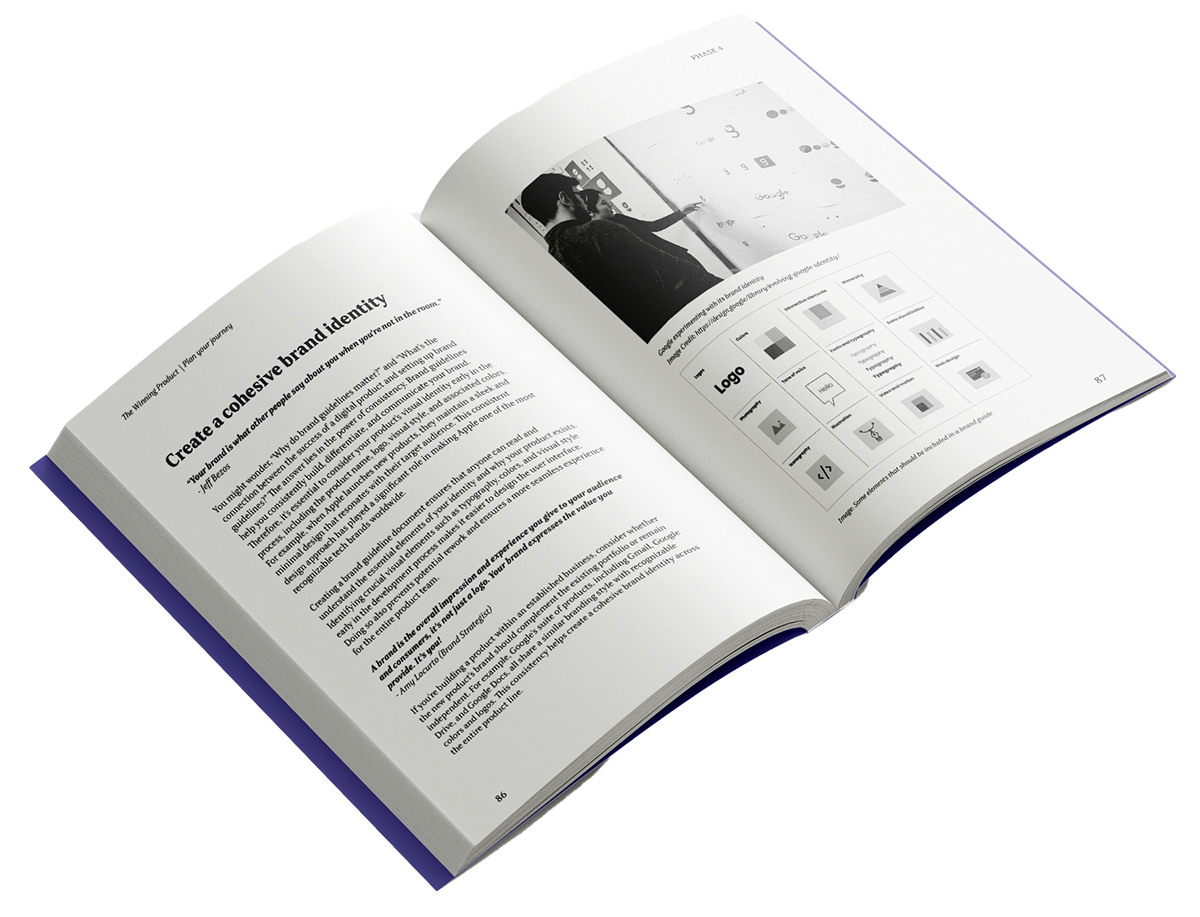 The Winning Product | Plan your journey
Create a cohesive brand identity
"Your brand is what other people say about you when you're not in the room."
- Jeff Bezos
You might wonder, "Why do brand guidelines matter?" and "What's the
connection between the success of a digital product and setting up brand
guidelines?" The answer lies in the power of consistency. Brand guidelines
help you consistently build, differentiate, and communicate your brand.
Therefore, it's essential to consider your product's visual identity early in the
process, including the product name, logo, visual style, and associated colors.
For example, when Apple launches new products, they maintain a sleek and
minimal design that resonates with their target audience. This consistent
design approach has played a significant role in making Apple one of the most
recognizable tech brands worldwide.
Creating a brand guideline document ensures that anyone can read and
understand the essential elements of your identity and why your product exists.
Identifying crucial visual elements such as typography, colors, and visual style
early in the development process makes it easier to design the user interface.
Doing so also prevents potential rework and ensures a more seamless experience
for the entire product team.
A brand is the overall impression and experience you give to your audience
and consumers, it's not just a logo. Your brand expresses the value you
provide. It's you!
- Amy Locurto (Brand Strategist)
If you're building a product within an established business, consider whether
the new product's brand should complement the existing portfolio or remain
independent. For example, Google's suite of products, including Gmail, Google
Drive, and Google Docs, all share a similar branding style with recognizable
colors and logos. This consistency helps create a cohesive brand identity across
the entire product line.
86
PHASE 4
g
g
Google
Google
Google experimenting with its brand identity
Image Credit: https://design.google/library/evolving-google-identity/
Logos
Logo
Colors
Interactive elements
Hierarchy
Photography
Tone of voice
Hello
Fonts and typography
Typography
Typography
Typography
Typography
Data visualization
Iconography
</>
Illustration
Video and motion
Web design
Image: Some elements that should be included in a brand guide
87